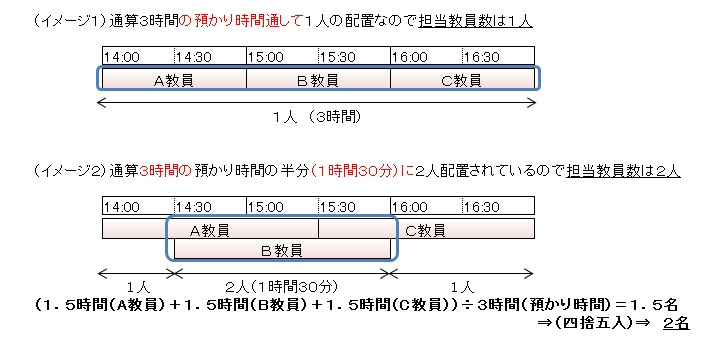 （イメージ１）通算３時間の預かり時間通して１人の配置なので担当教員数は１人
14:00 14:30 15:00 15:30 16:00 16:30
Ａ教員 Ｂ教員 Ｃ教員
１人　（３時間）
（イメージ２）通算３時間の預かり時間の半分（１時間３０分）に２人配置されているので担当教員数は２人
14:00 14:30 15:00 15:30 16:00 16:30
Ａ教員 Ｃ教員
Ｂ教員
１人 ２人（１時間３０分） １人
（１．５時間（Ａ教員）＋１．５時間（Ｂ教員）＋１．５時間（Ｃ教員））÷３時間（預かり時間）＝１．５名
⇒（四捨五入）⇒　２名